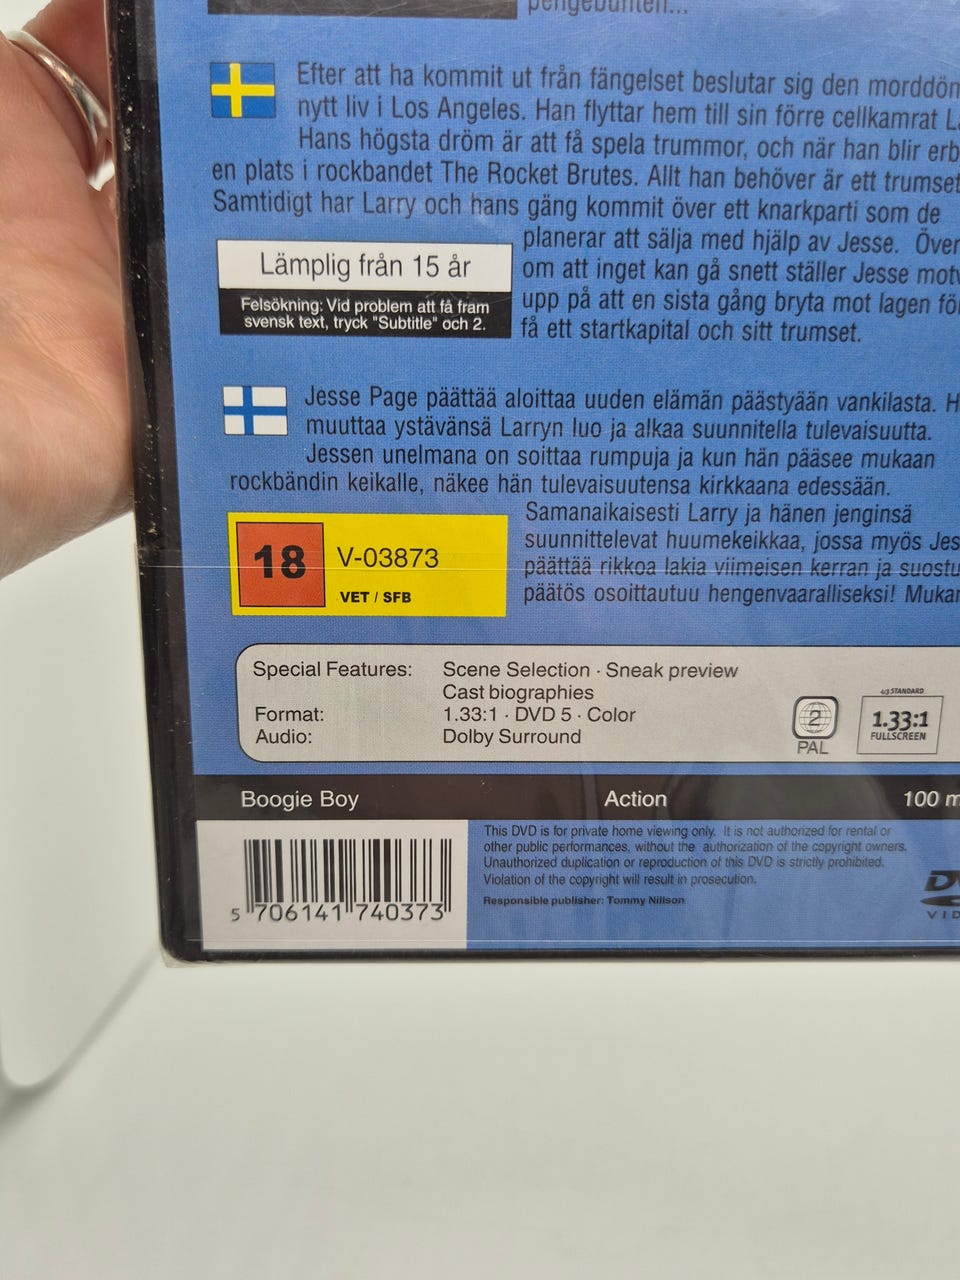 Efter att ha kommit ut från fängelset beslutar sig den
nytt liv i Los Angeles. Han flyttar hem till sin förre cellkamrat
Hans högsta dröm är att få spela trummor, och när han blir
en plats i rockbandet The Rocket Brutes. Allt han behöver är ett trumset
Samtidigt har Larry och hans gäng kommit över ett knarkparti som de
planerar att sälja med hjälp av Jesse.
om att inget kan gå snett ställer Jesse
upp på att en sista gång bryta mot lagen
få ett startkapital och sitt trumset.
Lämplig från 15 år
Felsökning: Vid problem att få fram
svensk text, tryck "Subtitle" och 2.
Jesse Page päättää aloittaa uuden elämän päästyään vankilasta.
muuttaa ystävänsä Larryn luo ja alkaa suunnitella tulevaisuutta.
Jessen unelmana on soittaa rumpuja ja kun hän pääsee mukaan
rockbändin keikalle, näkee hän tulevaisuutensa kirkkaana edessään.
Samanaikaisesti Larry ja hänen jenginsä
suunnittelevat huumekeikkaa, jossa myös
päättää rikkoa lakia viimeisen kerran ja
päätös osoittautuu hengenvaaralliseksi!
18 V-03873
VET / SFB
Special Features: Scene Selection · Sneak preview
Cast biographies
Format: 1.33:1 · DVD 5 · Color
Audio: Dolby Surround
2
PAL
4:3 STANDARD
1.33:1
FULLSCREEN
Boogie Boy Action 100
5 706141 740373
This DVD is for private home viewing only. It is not authorized for rental or
other public performances, without the authorization of the copyright owners.
Unauthorized duplication or reproduction of this DVD is strictly prohibited.
Violation of the copyright will result in prosecution.
Responsible publisher: Tommy Nillson